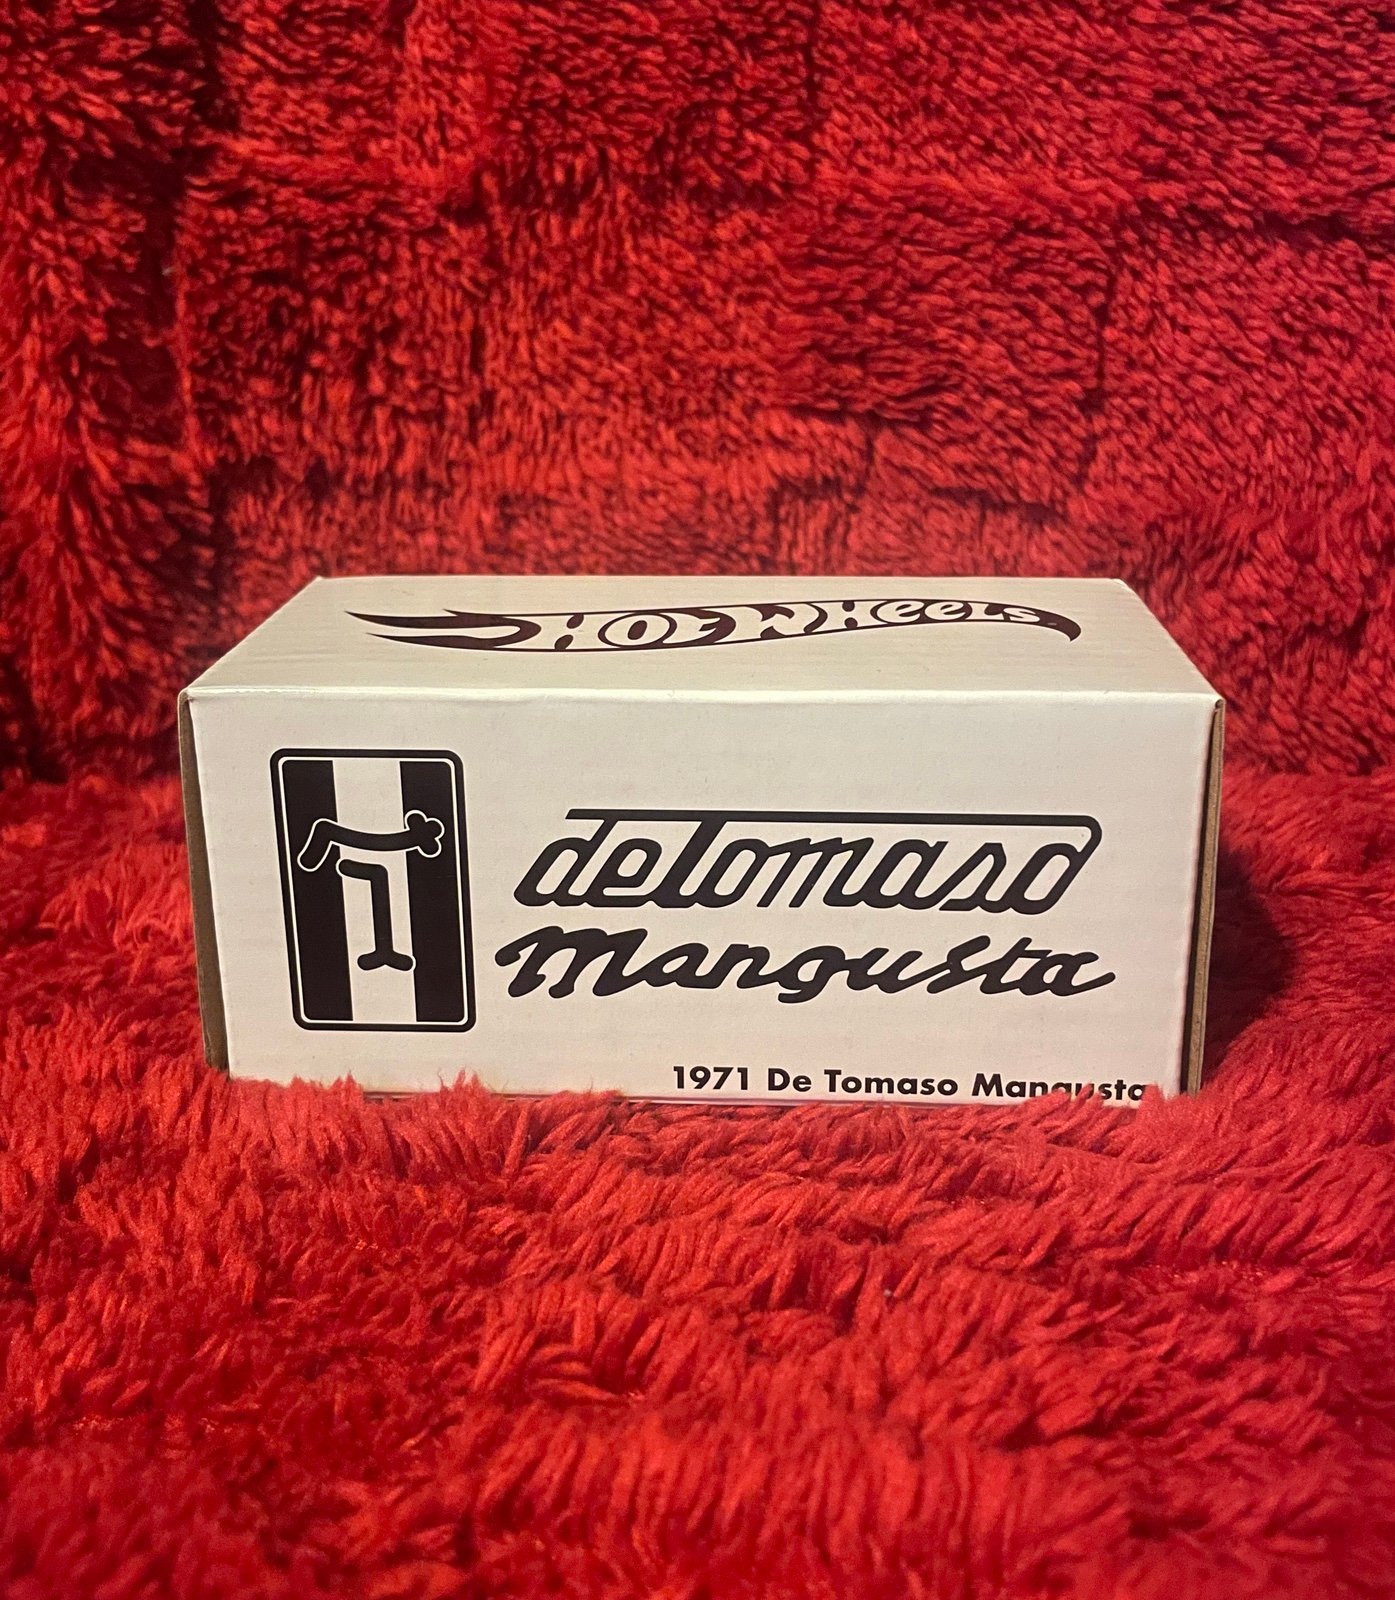 Hot Wheels
deTomaso
Mangusta
1971 De Tomaso Mangusta